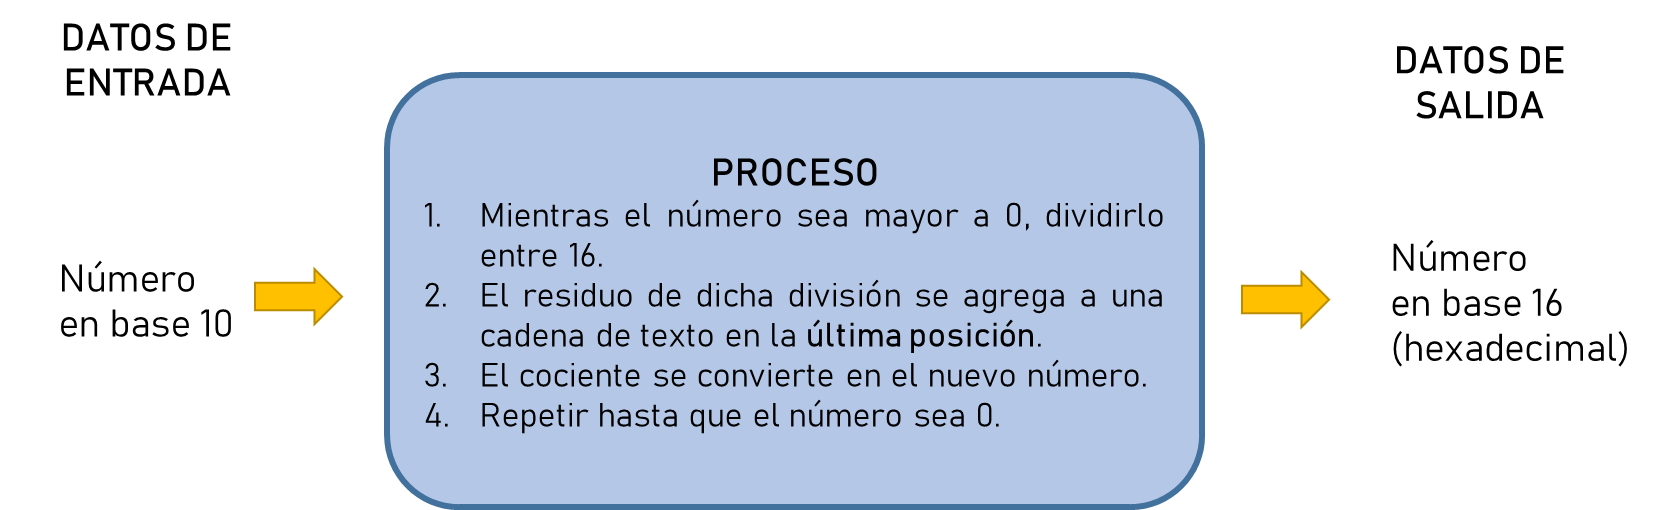 DATOS DE
ENTRADA
Número
en base 10
PROCESO
1. Mientras el número sea mayor a 0, dividirlo
entre 16.
2. El residuo de dicha división se agrega a una
cadena de texto en la última posición.
3. El cociente se convierte en el nuevo número.
4. Repetir hasta que el número sea 0.
DATOS DE
SALIDA
Número
en base 16
(hexadecimal)